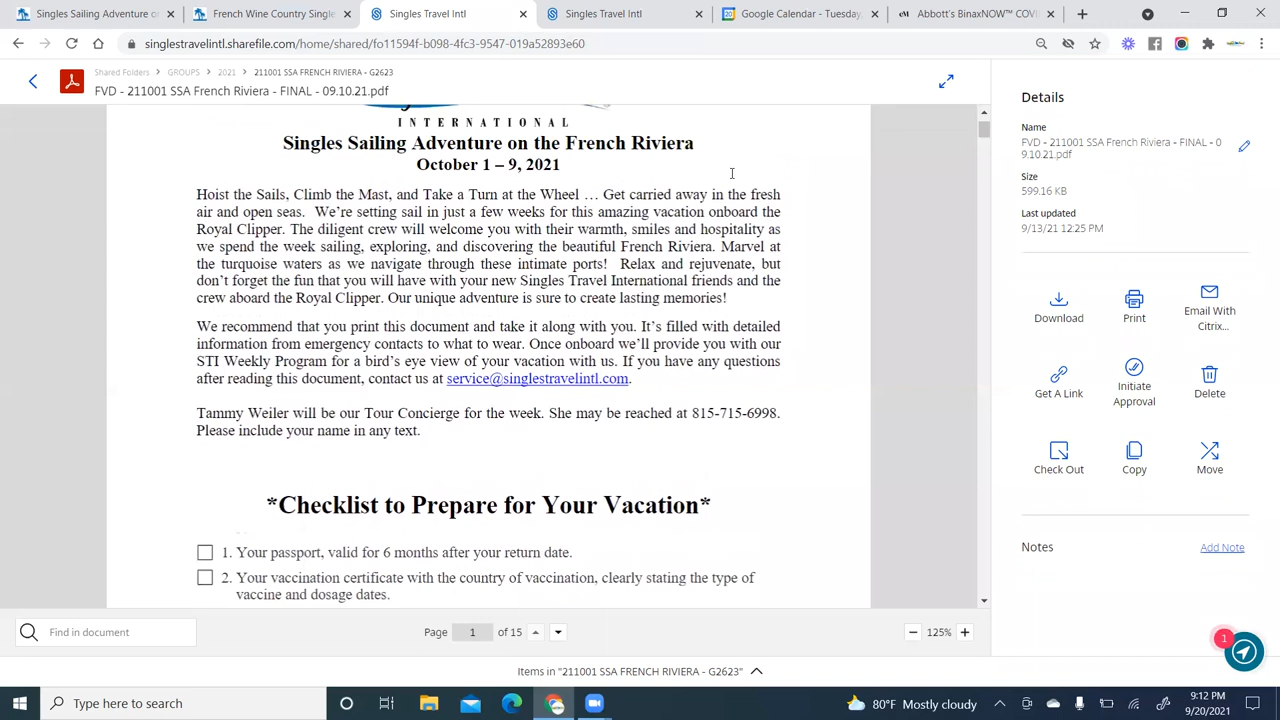 Singles Sailing Adventure on the
French Wine Country Single
Singles Travel Intl
Singles Travel Intl
Google Calendar - Tuesday,
Abbott's BinaxNOW™ COVI
singlestravelintl.sharefile.com/home/shared/fo11594f-b098-4fc3-9547-019a52893e60
Shared Folders GROUPS 2021 211001 SSA FRENCH RIVIERA - G2623
FVD - 211001 SSA French Riviera - FINAL - 09.10.21.pdf
INTERNATIONAL
Singles Sailing Adventure on the French Riviera
October 1 – 9, 2021
Hoist the Sails, Climb the Mast, and Take a Turn at the Wheel … Get carried away in the fresh
air and open seas. We're setting sail in just a few weeks for this amazing vacation onboard the
Royal Clipper. The diligent crew will welcome you with their warmth, smiles and hospitality as
we spend the week sailing, exploring, and discovering the beautiful French Riviera. Marvel at
the turquoise waters as we navigate through these intimate ports! Relax and rejuvenate, but
don't forget the fun that you will have with your new Singles Travel International friends and the
crew aboard the Royal Clipper. Our unique adventure is sure to create lasting memories!
We recommend that you print this document and take it along with you. It's filled with detailed
information from emergency contacts to what to wear. Once onboard we'll provide you with our
STI Weekly Program for a bird's eye view of your vacation with us. If you have any questions
after reading this document, contact us at service@singlestravelintl.com.
Tammy Weiler will be our Tour Concierge for the week. She may be reached at 815-715-6998.
Please include your name in any text.
*Checklist to Prepare for Your Vacation*
1. Your passport, valid for 6 months after your return date.
2. Your vaccination certificate with the country of vaccination, clearly stating the type of
vaccine and dosage dates.
Find in document
Page 1 of 15
125%
Items in "211001 SSA FRENCH RIVIERA - G2623"
Details
Name
FVD - 211001 SSA French Riviera - FINAL - 0
9.10.21.pdf
Size
599.16 KB
Last updated
9/13/21 12:25 PM
Download
Print
Email With
Citrix...
Get A Link
Initiate
Approval
Delete
Check Out
Copy
Move
Notes
Add Note
1
Type here to search
80°F Mostly cloudy
9:12 PM
9/20/2021